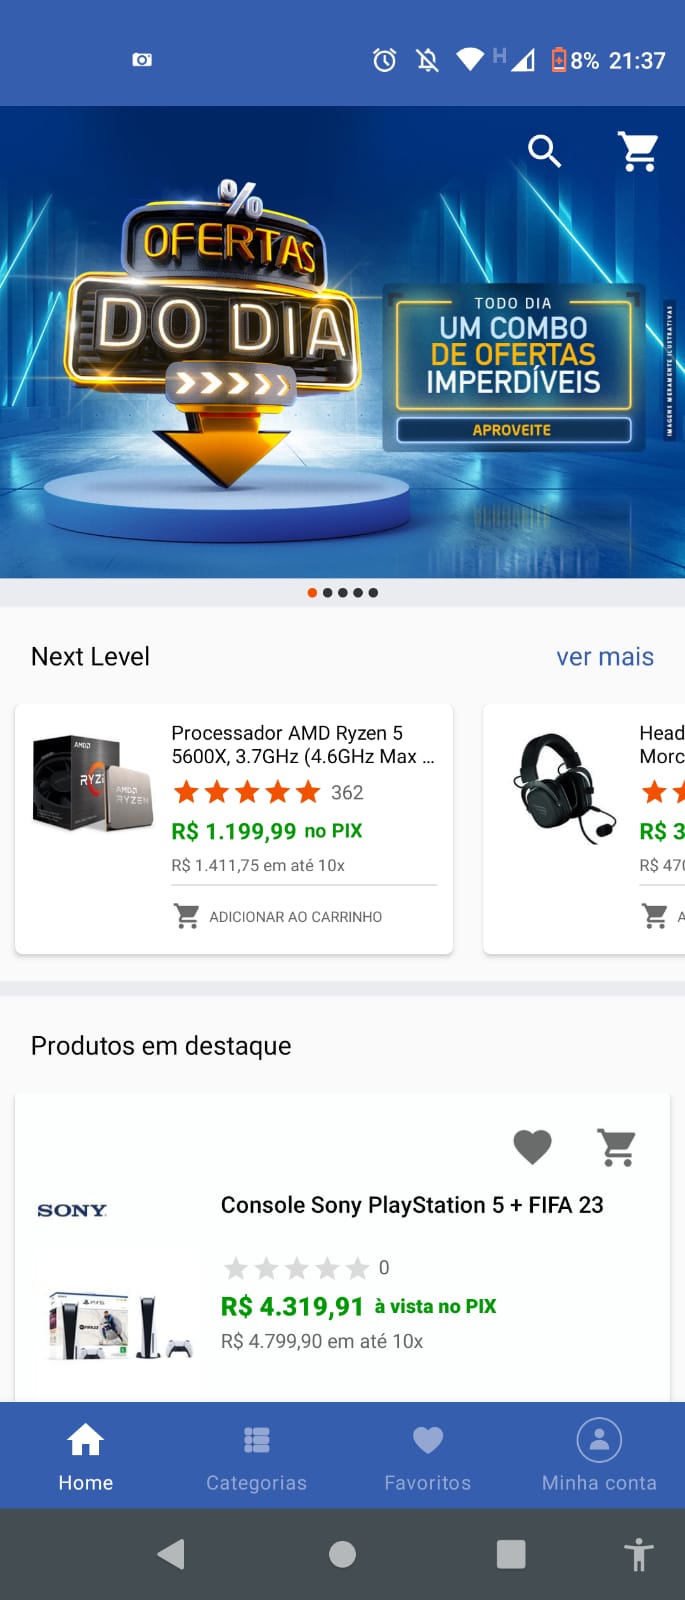 H 8% 21:37
%
OFERTAS
DO DIA
TODO DIA
UM COMBO
DE OFERTAS
IMPERDÍVEIS
APROVEITE
IMAGENS MERAMENTE ILUSTRATIVAS
Next Level
ver mais
Processador AMD Ryzen 5
5600X, 3.7GHz (4.6GHz Max ...
362
R$ 1.199,99 no PIX
R$ 1.411,75 em até 10x
ADICIONAR AO CARRINHO
AMD
RYZE
AMD
RYZEN
Head
Morc
R$ 3
R$ 470
A
Produtos em destaque
SONY
Console Sony PlayStation 5 + FIFA 23
0
R$ 4.319,91 à vista no PIX
R$ 4.799,90 em até 10x
Home
Categorias
Favoritos
Minha conta